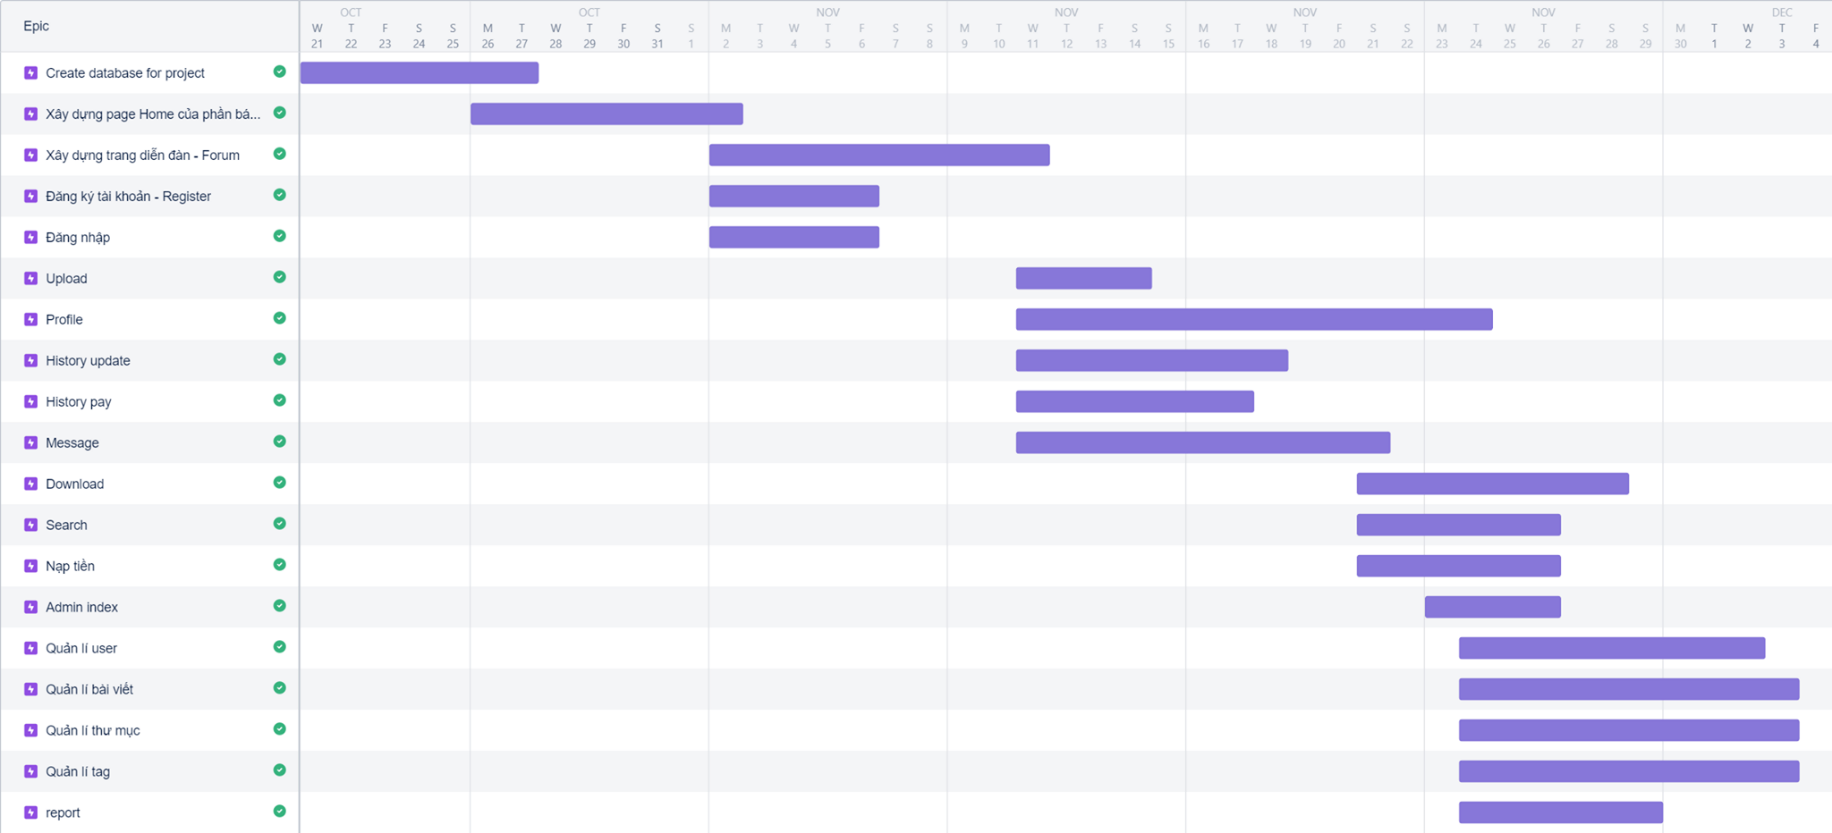 Epic
OCT OCT NOV NOV NOV NOV DEC
W T F S S M T W T F S S M T W T F S S M T W T F S S M T W T F S S M T W T F S S M T W T F
21 22 23 24 25 26 27 28 29 30 31 1 2 3 4 5 6 7 8 9 10 11 12 13 14 15 16 17 18 19 20 21 22 23 24 25 26 27 28 29 30 1 2 3 4
Create database for project
Xây dựng page Home của phần bá...
Xây dựng trang diễn đàn - Forum
Đăng ký tài khoản - Register
Đăng nhập
Upload
Profile
History update
History pay
Message
Download
Search
Nạp tiền
Admin index
Quản lí user
Quản lí bài viết
Quản lí thư mục
Quản lí tag
report